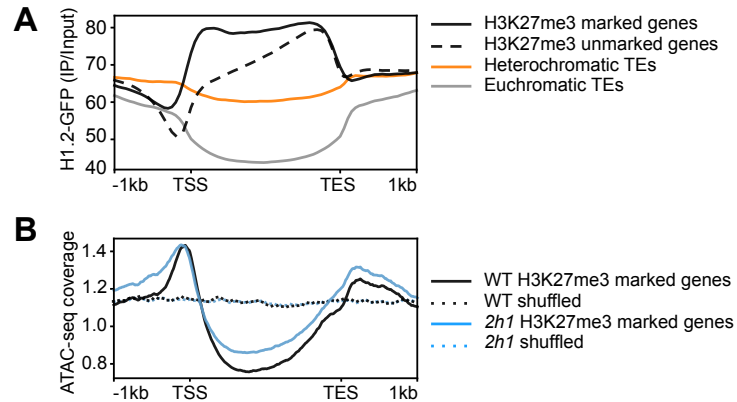 A
H1.2-GFP (IP/Input)
80
70
60
50
40
-1kb
TSS
TES
1kb
H3K27me3 marked genes
H3K27me3 unmarked genes
Heterochromatic TEs
Euchromatic TEs
B
ATAC-seq coverage
1.4
1.2
1.0
0.8
-1kb
TSS
TES
1kb
WT H3K27me3 marked genes
WT shuffled
2h1 H3K27me3 marked genes
2h1 shuffled